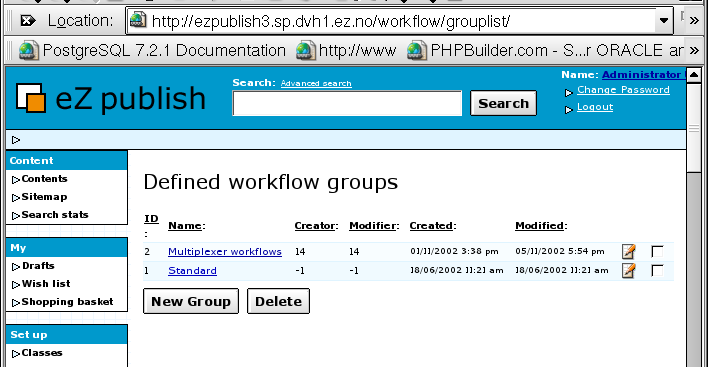 Location: http://ezpublish3.sp.dvh1.ez.no/workflow/grouplist/
PostgreSQL 7.2.1 Documentation http://www PHPBuilder.com - S...r ORACLE ar
eZ publish
Search: Advanced search
Search
Name: Administrator
Change Password
Logout
Content
Contents
Sitemap
Search stats
My
Drafts
Wish list
Shopping basket
Set up
Classes
Defined workflow groups
ID: Name: Creator: Modifier: Created: Modified:
2 Multiplexer workflows 14 14 01/11/2002 3:38 pm 05/11/2002 5:54 pm
1 Standard -1 -1 18/06/2002 11:21 am 18/06/2002 11:21 am
New Group Delete